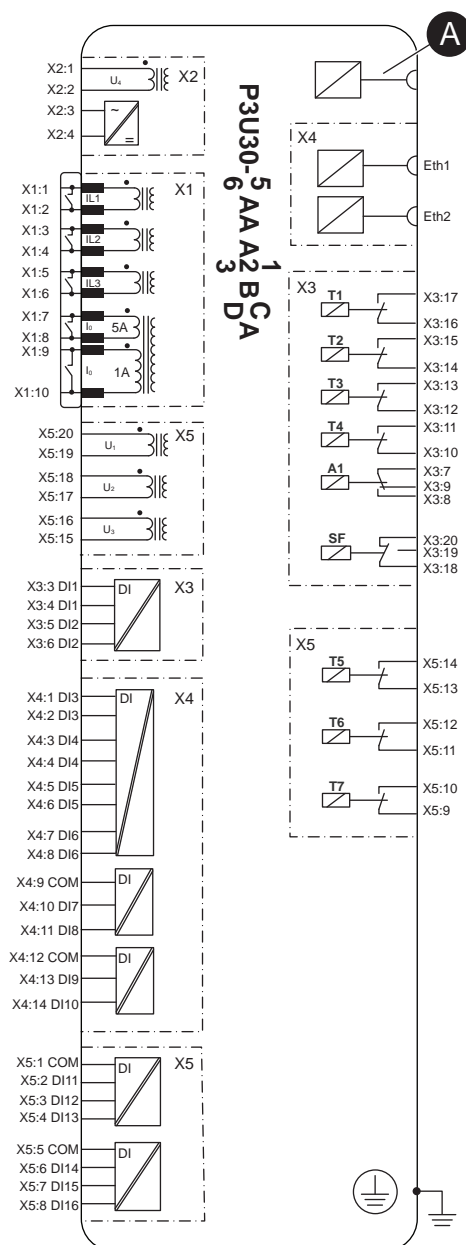 A
X2:1
X2:2
X2:3
X2:4
U4
X2
~
=
X1:1
X1:2
X1:3
X1:4
X1:5
X1:6
X1:7
X1:8
X1:9
X1:10
IL1
IL2
IL3
I0 5A
I0 1A
X1
X5:20
X5:19
X5:18
X5:17
X5:16
X5:15
U1
U2
U3
X5
X3:3 DI1
X3:4 DI1
X3:5 DI2
X3:6 DI2
DI
X3
X4:1 DI3
X4:2 DI3
X4:3 DI4
X4:4 DI4
X4:5 DI5
X4:6 DI5
X4:7 DI6
X4:8 DI6
DI
X4
X4:9 COM
X4:10 DI7
X4:11 DI8
DI
X4:12 COM
X4:13 DI9
X4:14 DI10
DI
X5:1 COM
X5:2 DI11
X5:3 DI12
X5:4 DI13
DI
X5
X5:5 COM
X5:6 DI14
X5:7 DI15
X5:8 DI16
DI
P3U30-5 AA A2 B C A
6
1
3
D
X4
Eth1
Eth2
X3
T1
X3:17
X3:16
T2
X3:15
X3:14
T3
X3:13
X3:12
T4
X3:11
X3:10
A1
X3:7
X3:9
X3:8
SF
X3:20
X3:19
X3:18
X5
T5
X5:14
X5:13
T6
X5:12
X5:11
T7
X5:10
X5:9